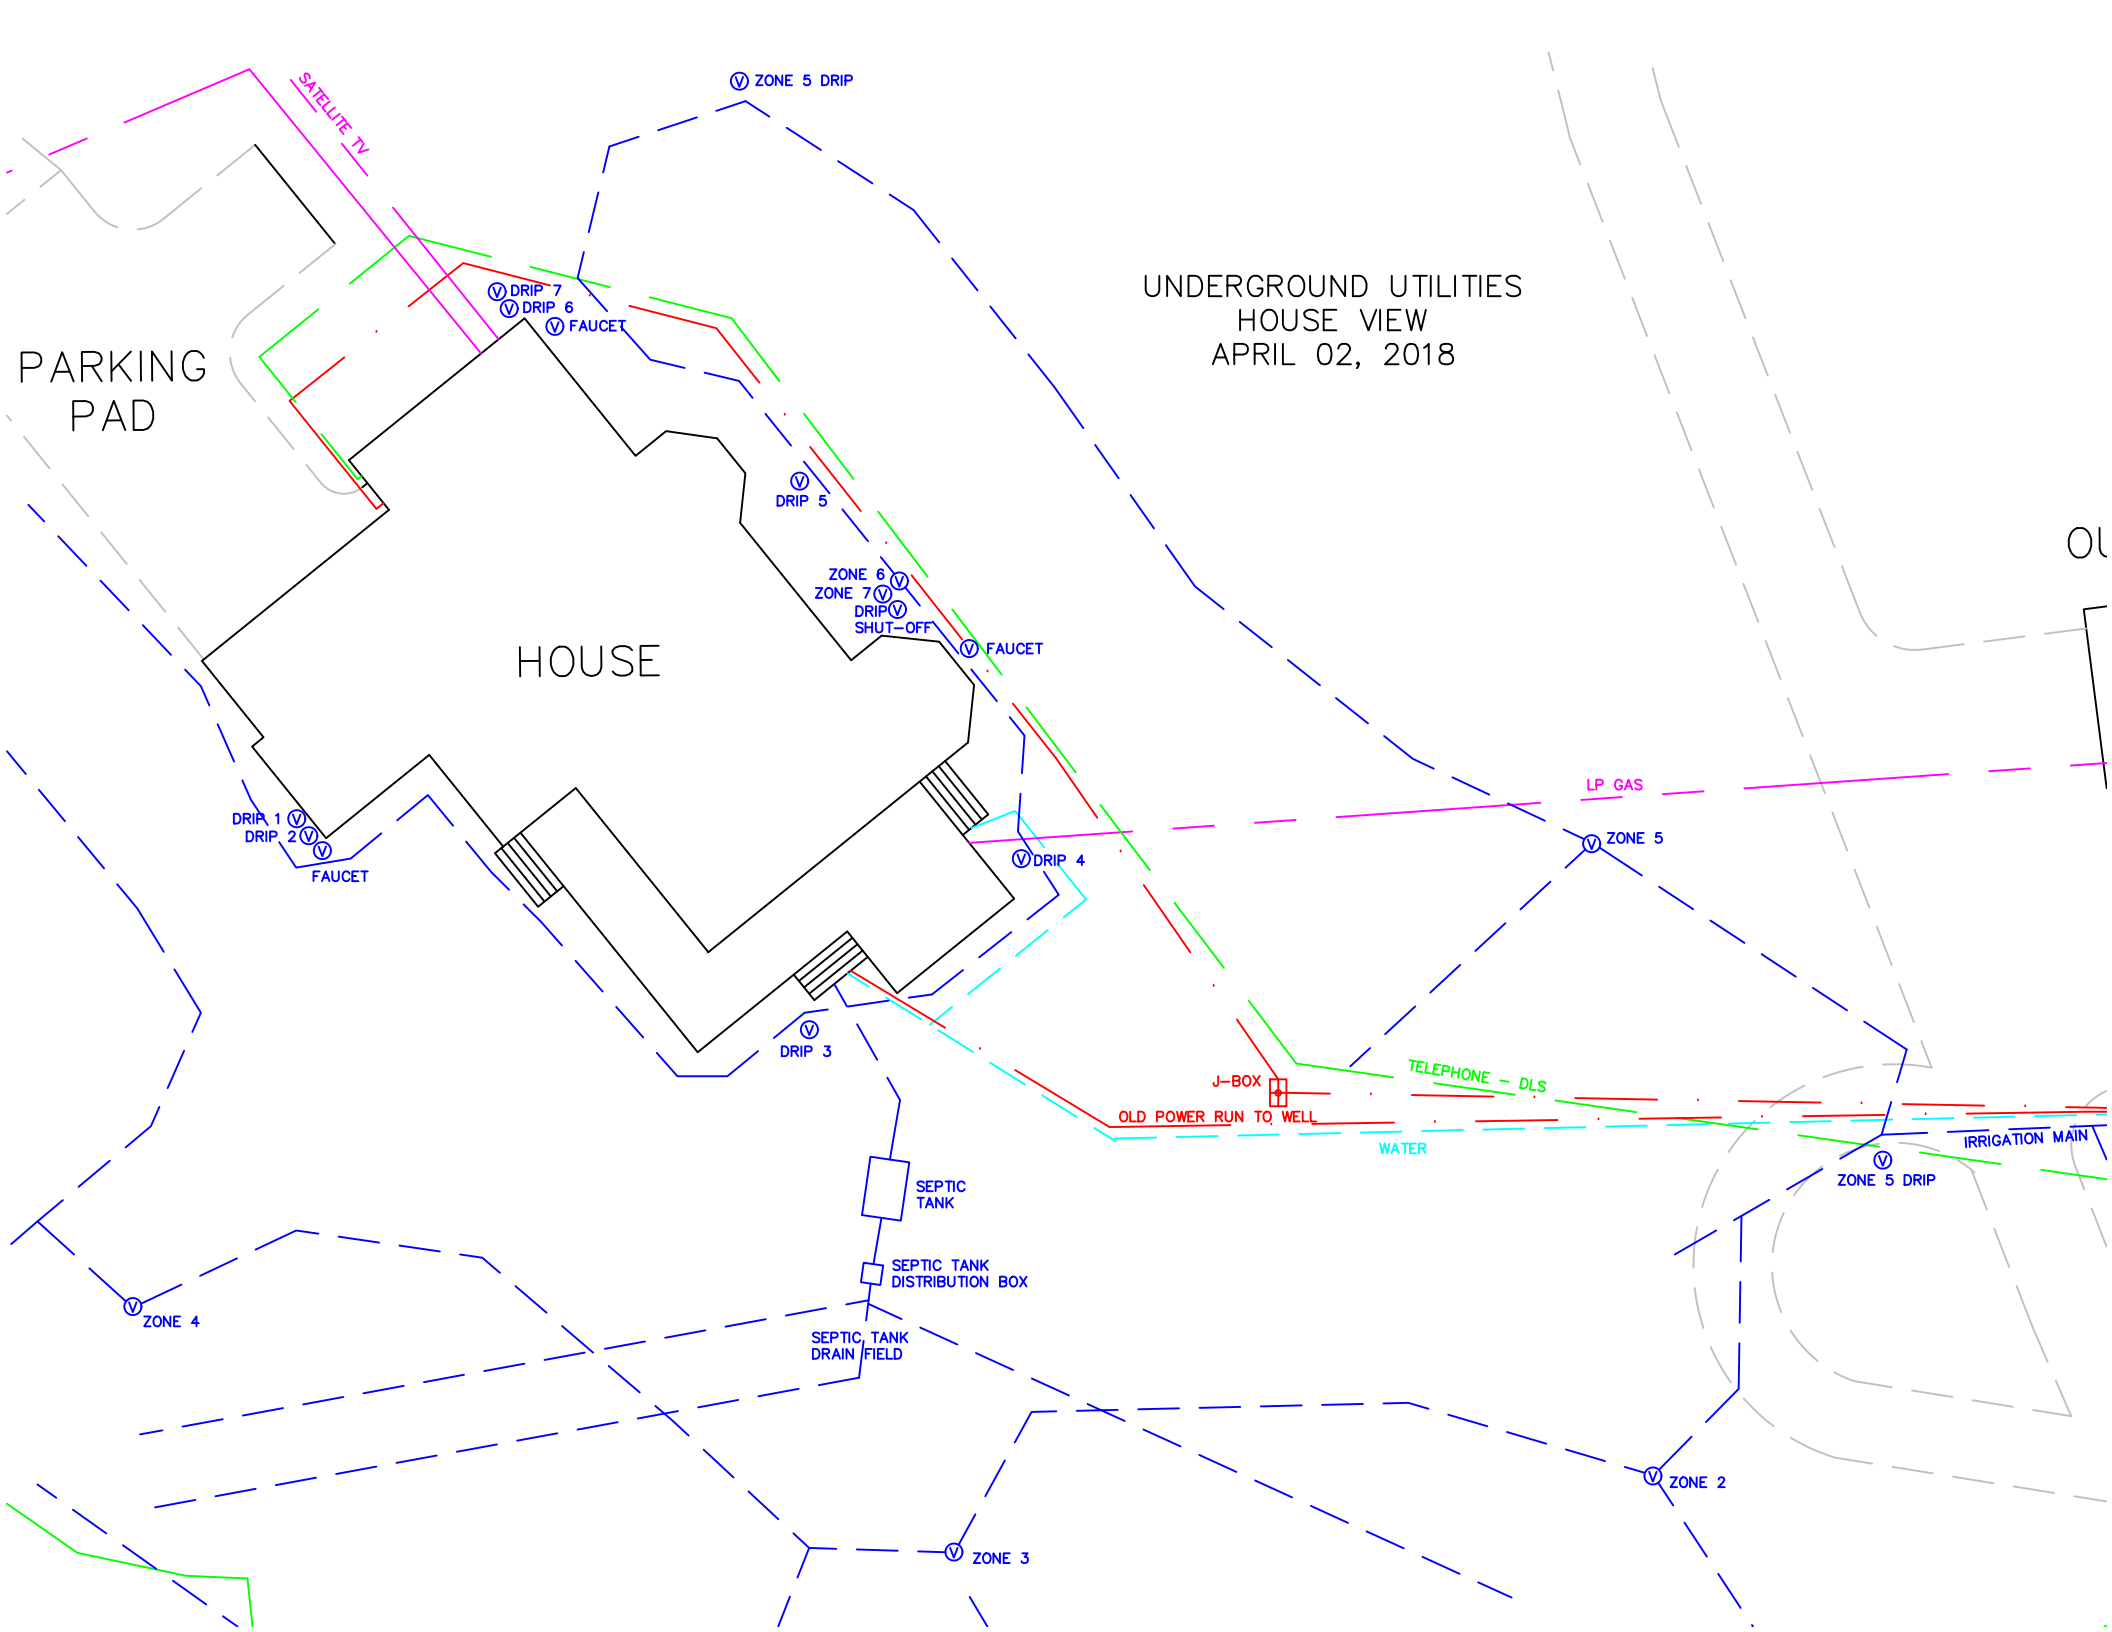 SATELLITE TV
Ⓥ ZONE 5 DRIP
UNDERGROUND UTILITIES
HOUSE VIEW
APRIL 02, 2018
Ⓥ DRIP 7
Ⓥ DRIP 6
Ⓥ FAUCET
PARKING
PAD
Ⓥ
DRIP 5
OU
ZONE 6 Ⓥ
ZONE 7 Ⓥ
DRIP Ⓥ
SHUT-OFF
Ⓥ FAUCET
HOUSE
LP GAS
DRIP 1 Ⓥ
DRIP 2 Ⓥ
Ⓥ
FAUCET
Ⓥ DRIP 4
Ⓥ ZONE 5
Ⓥ
DRIP 3
J-BOX
TELEPHONE - DLS
OLD POWER RUN TO WELL
WATER
IRRIGATION MAIN
Ⓥ
ZONE 5 DRIP
SEPTIC
TANK
SEPTIC TANK
DISTRIBUTION BOX
Ⓥ
ZONE 4
SEPTIC TANK
DRAIN FIELD
Ⓥ ZONE 2
Ⓥ ZONE 3